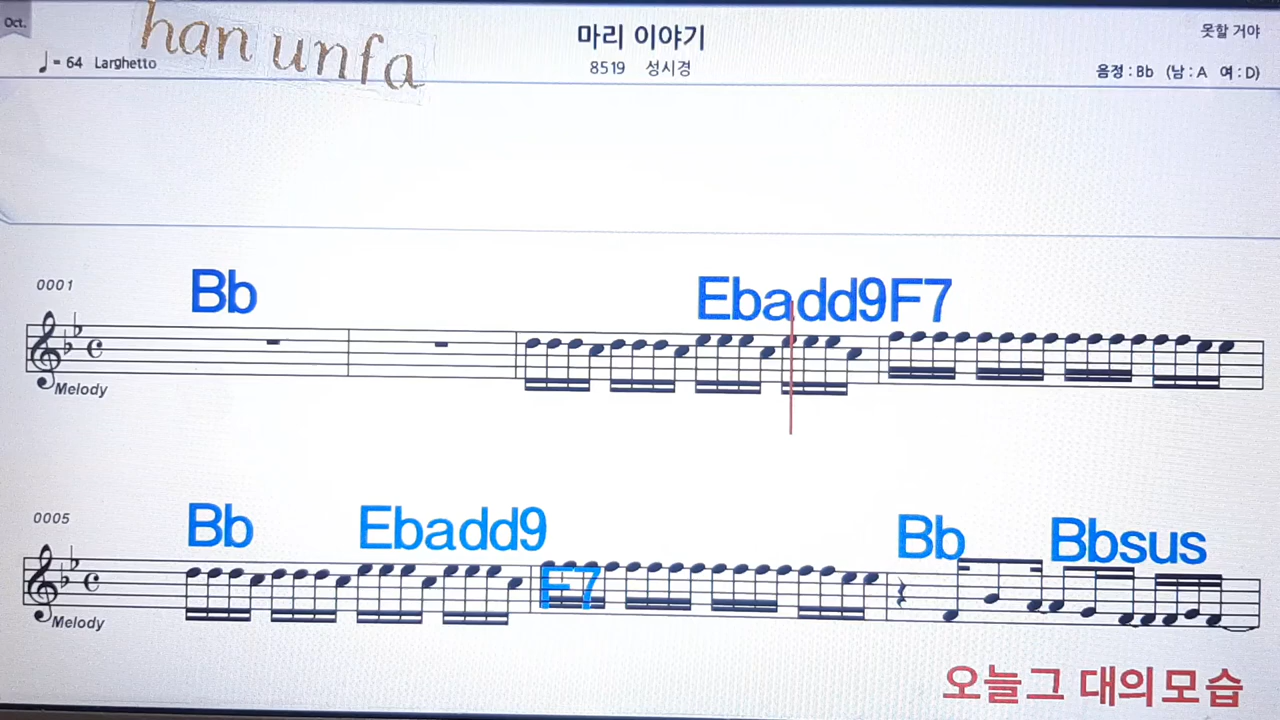 Oct.
han unfa
마리 이야기
못할 거야
♩= 64 Larghetto
8519 성시경
음정 : Bb (남 : A 여 : D)
0001
Bb Ebadd9 F7
Melody
0005
Bb Ebadd9 F7 Bb Bbsus
Melody
오늘그 대의모습